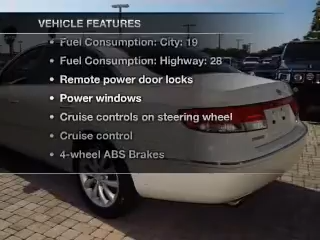 VEHICLE FEATURES
• Fuel Consumption: City: 19
• Fuel Consumption: Highway: 28
• Remote power door locks
• Power windows
• Cruise controls on steering wheel
• Cruise control
• 4-wheel ABS Brakes